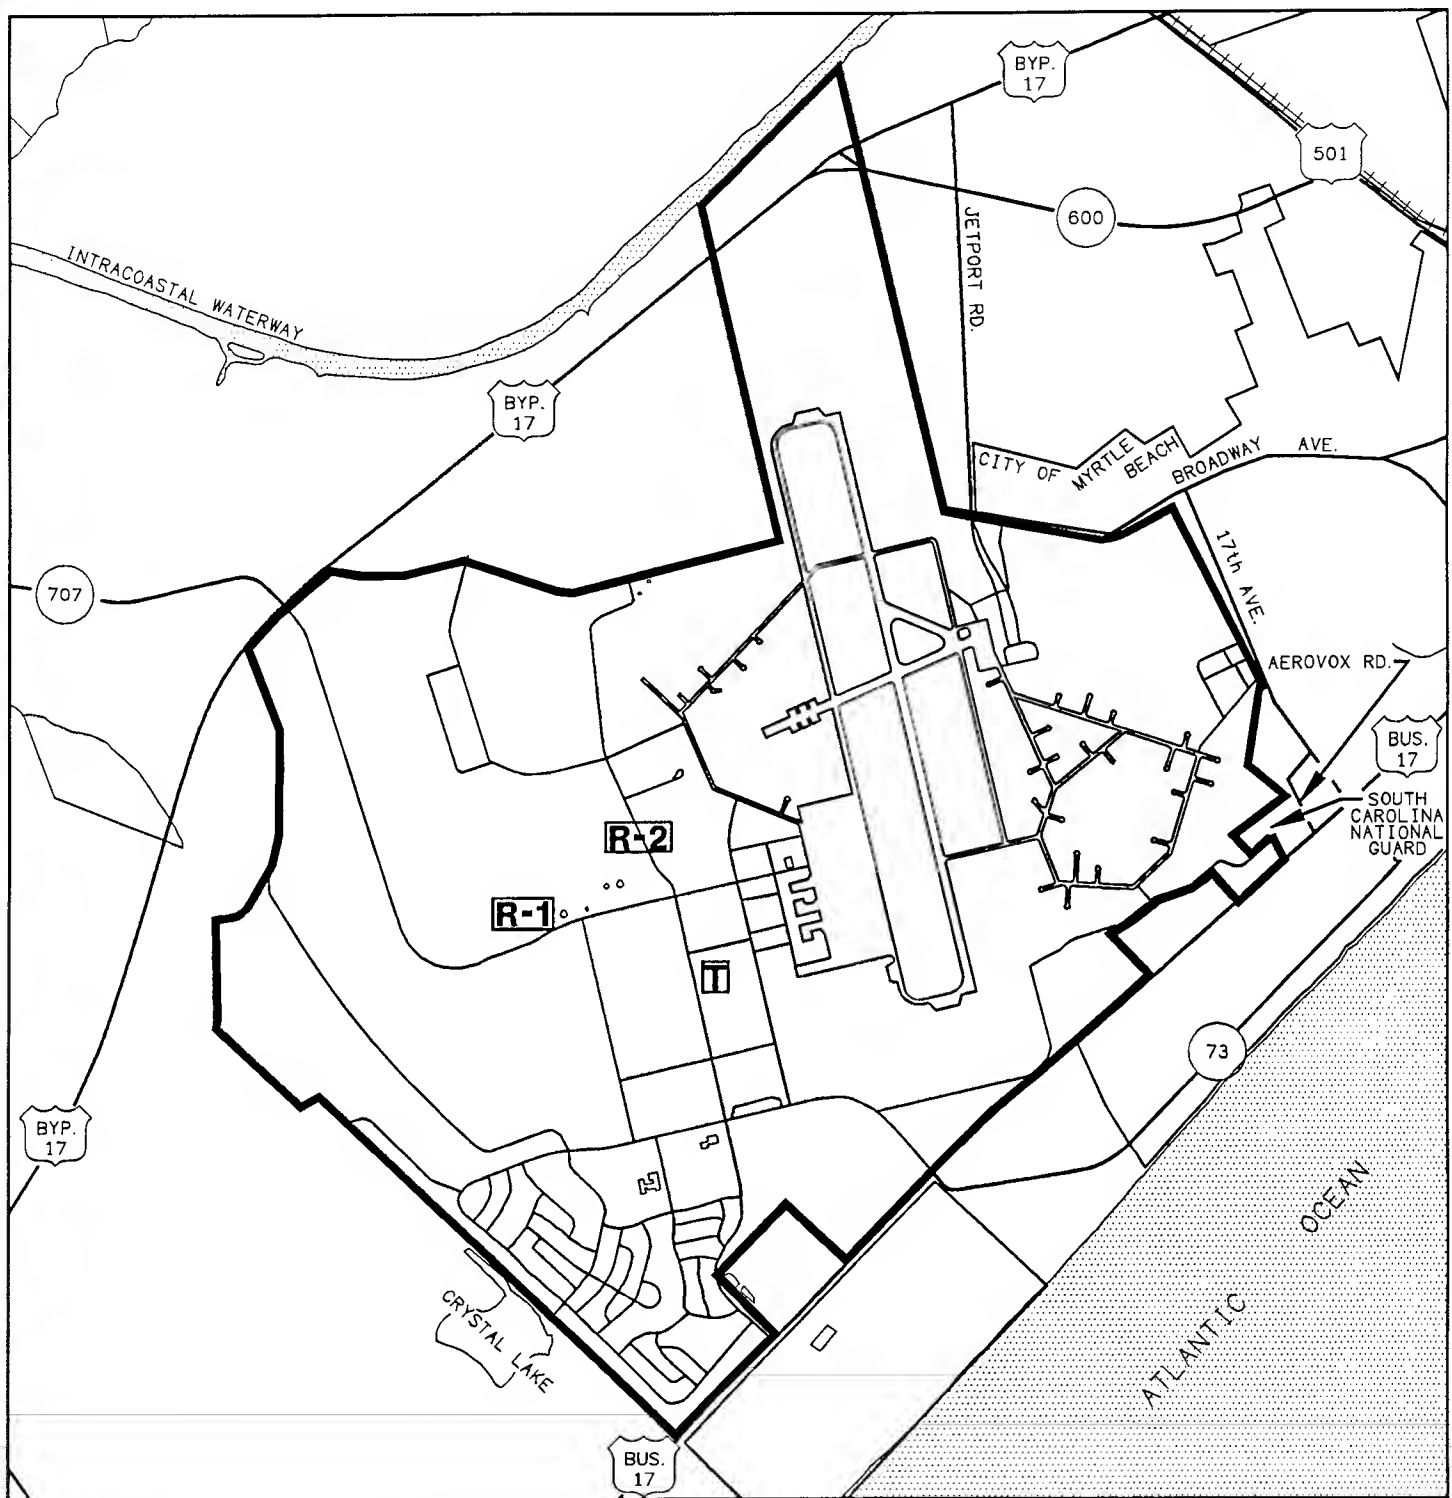 BYP.
17
501
600
JETPORT RD.
INTRACOASTAL WATERWAY
BYP.
17
CITY OF MYRTLE BEACH
BROADWAY AVE.
17th AVE.
707
AEROVOX RD.
BUS.
17
SOUTH
CAROLINA
NATIONAL
GUARD
R-2
R-1
T
73
BYP.
17
ATLANTIC OCEAN
CRYSTAL LAKE
BUS.
17